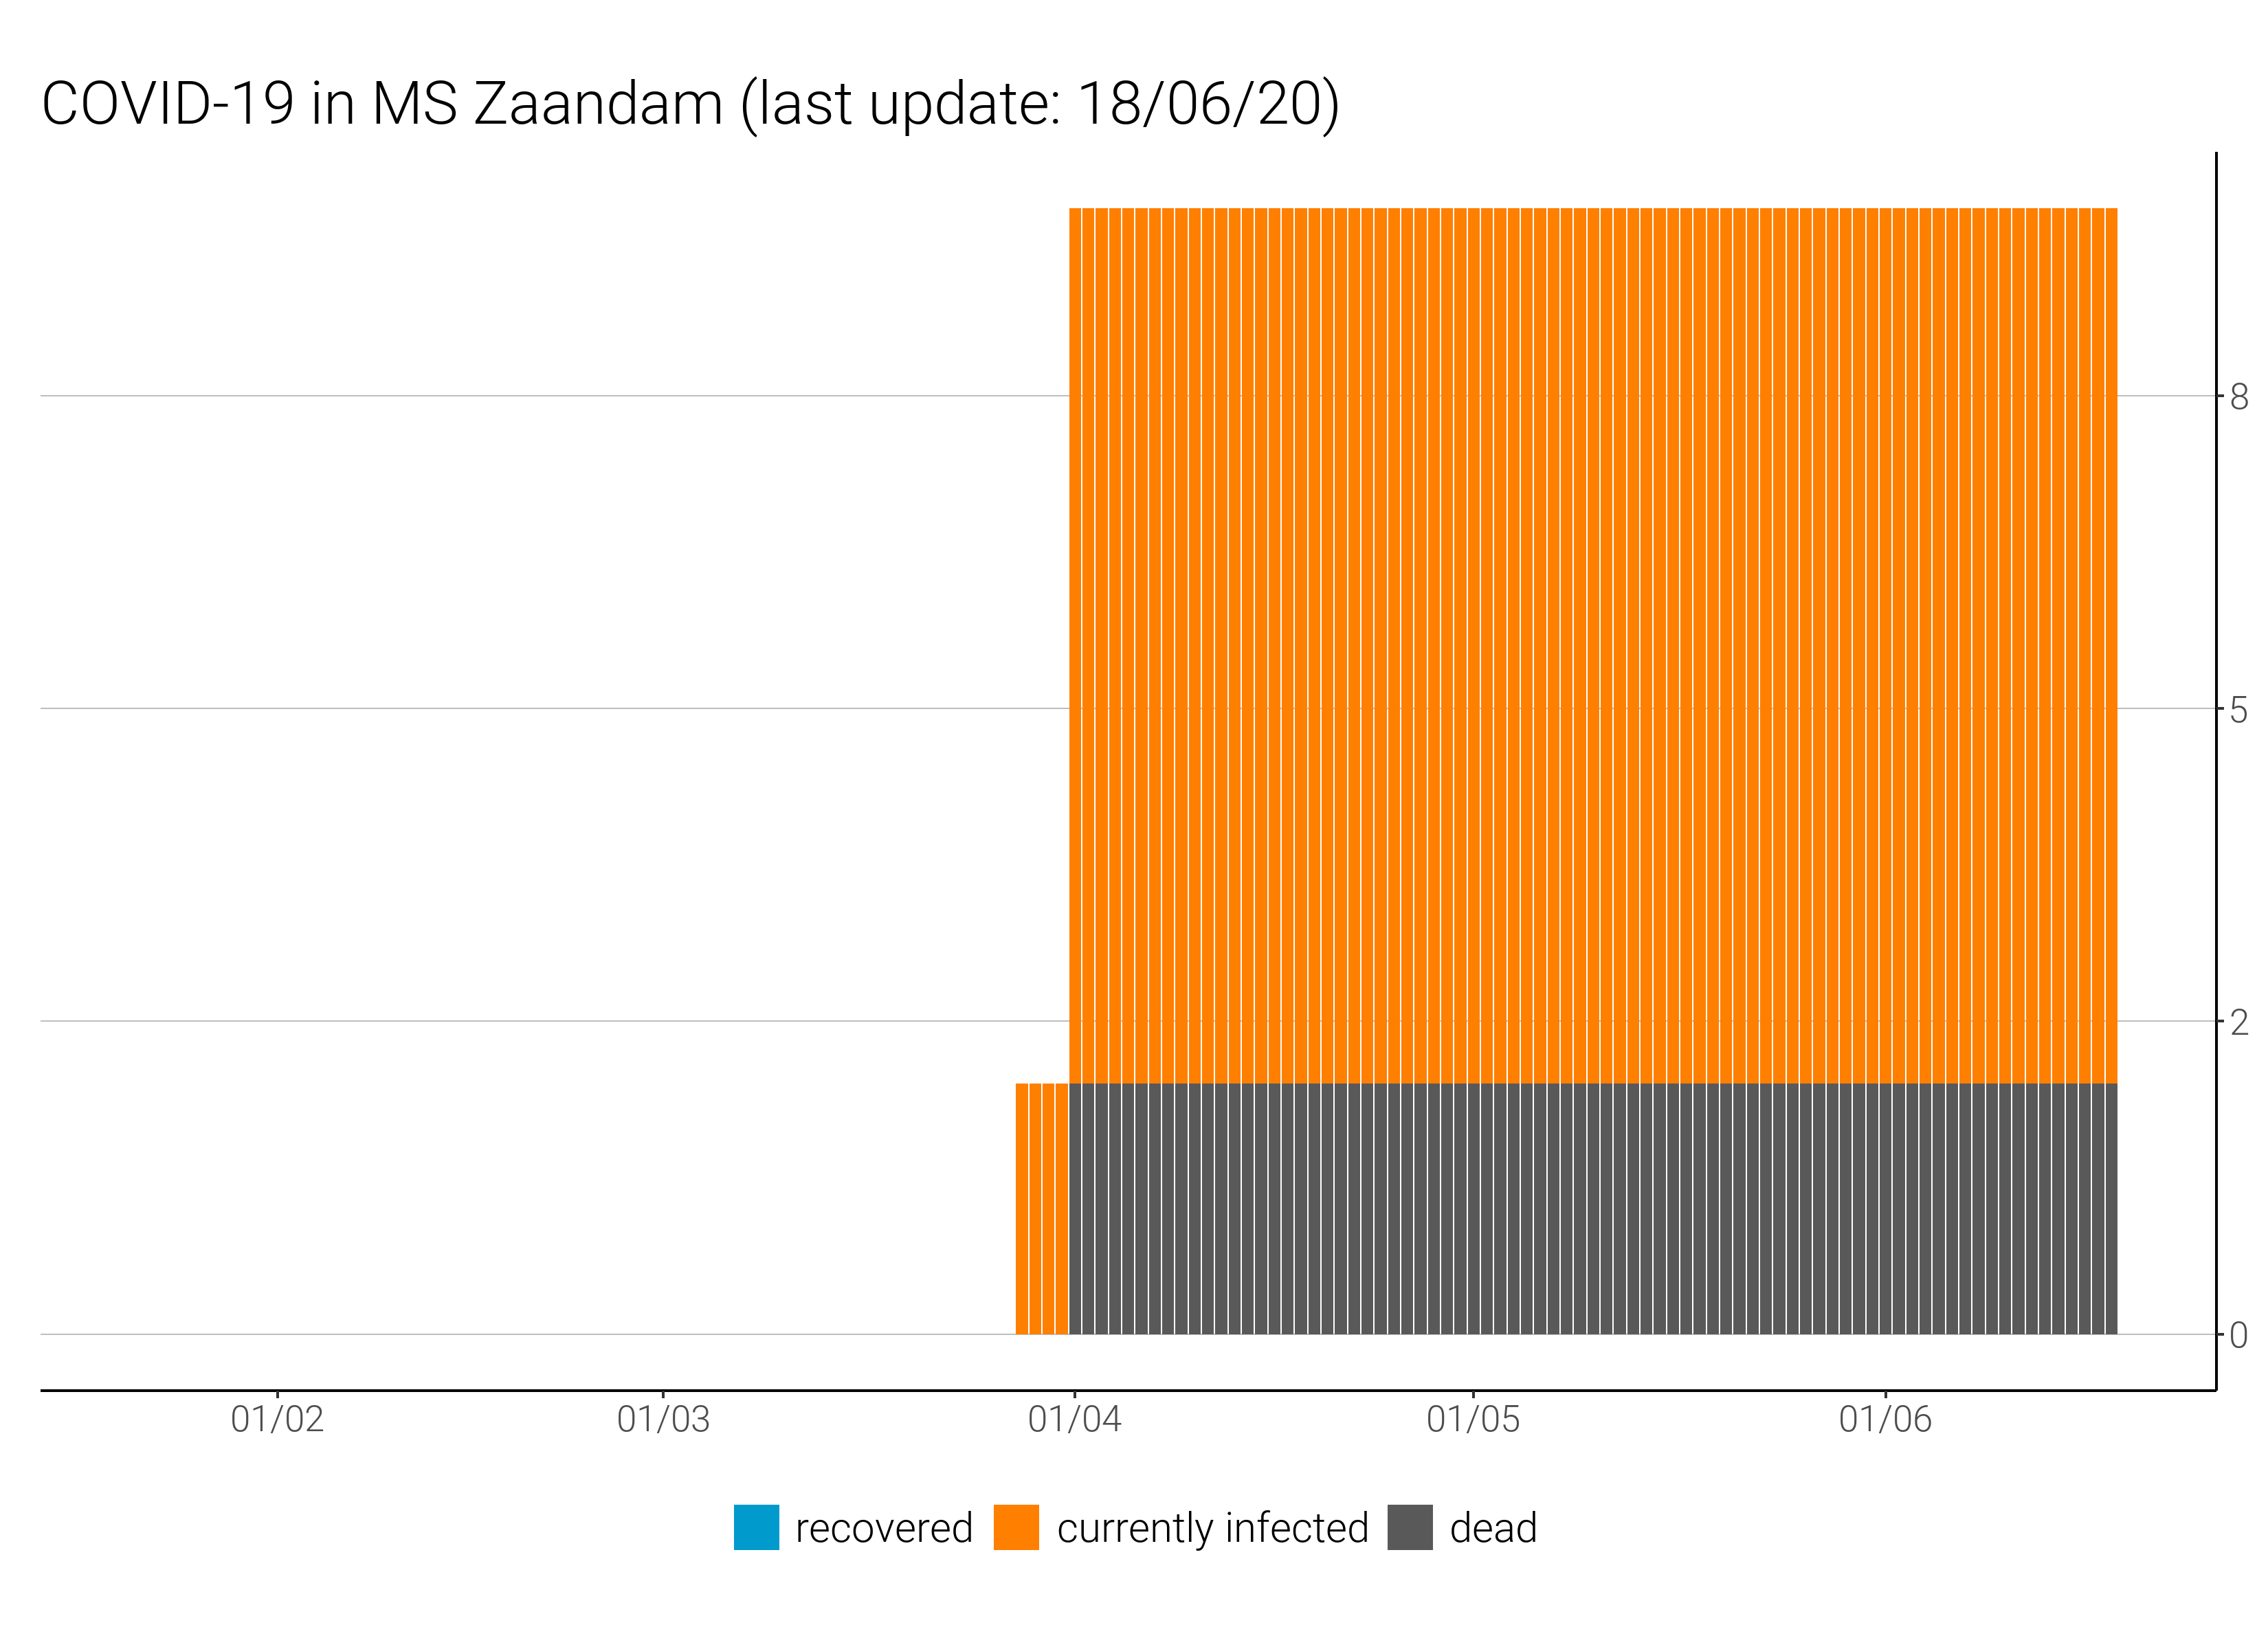 COVID-19 in MS Zaandam (last update: 18/06/20)
8
5
2
0
01/02 01/03 01/04 01/05 01/06
recovered currently infected dead